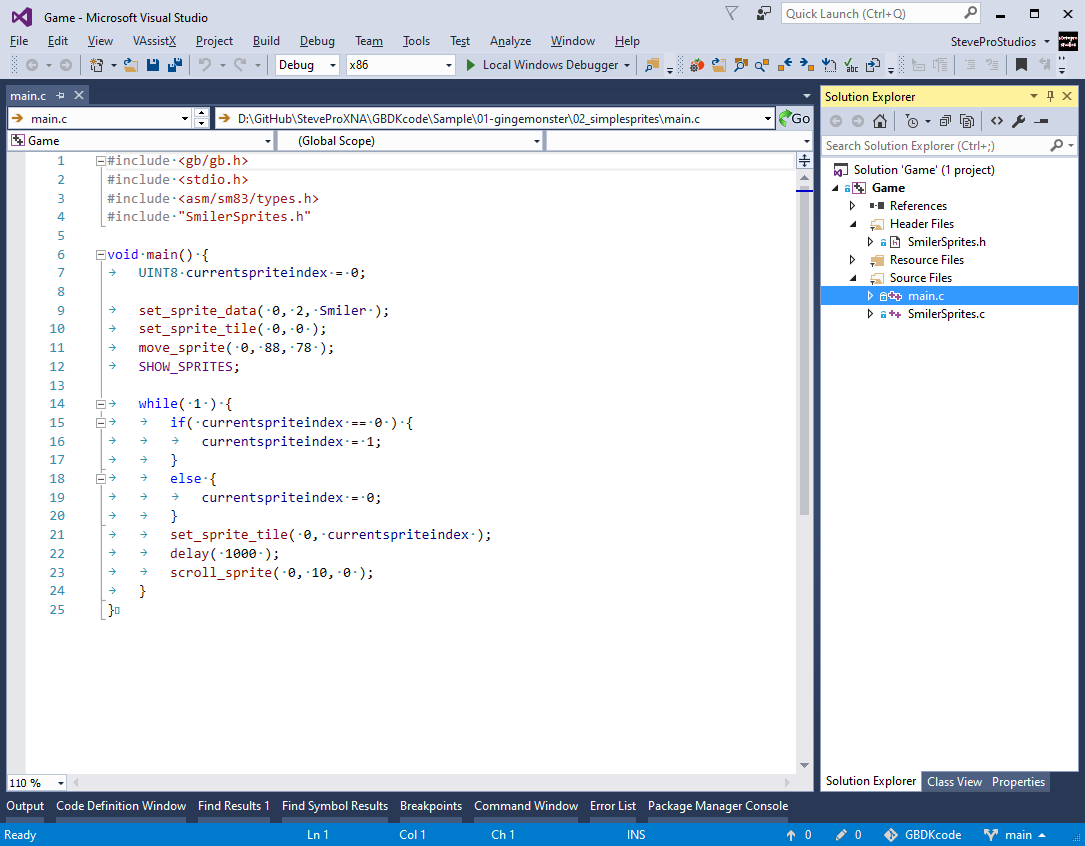 Game - Microsoft Visual Studio
Quick Launch (Ctrl+Q)
File Edit View VAssistX Project Build Debug Team Tools Test Analyze Window Help
SteveProStudios
Debug x86 Local Windows Debugger
main.c
main.c D:\GitHub\SteveProXNA\GBDKcode\Sample\01-gingemonster\02_simplesprites\main.c Go
Game (Global Scope)
1 #include <gb/gb.h>
2 #include <stdio.h>
3 #include <asm/sm83/types.h>
4 #include "SmilerSprites.h"
5
6 void main() {
7 UINT8 currentspriteindex = 0;
8
9 set_sprite_data( 0, 2, Smiler );
10 set_sprite_tile( 0, 0 );
11 move_sprite( 0, 88, 78 );
12 SHOW_SPRITES;
13
14 while( 1 ) {
15 if( currentspriteindex == 0 ) {
16 currentspriteindex = 1;
17 }
18 else {
19 currentspriteindex = 0;
20 }
21 set_sprite_tile( 0, currentspriteindex );
22 delay( 1000 );
23 scroll_sprite( 0, 10, 0 );
24 }
25 }
110 %
Solution Explorer
Search Solution Explorer (Ctrl+;)
Solution 'Game' (1 project)
Game
References
Header Files
SmilerSprites.h
Resource Files
Source Files
main.c
SmilerSprites.c
Solution Explorer Class View Properties
Output Code Definition Window Find Results 1 Find Symbol Results Breakpoints Command Window Error List Package Manager Console
Ready Ln 1 Col 1 Ch 1 INS 0 0 GBDKcode main